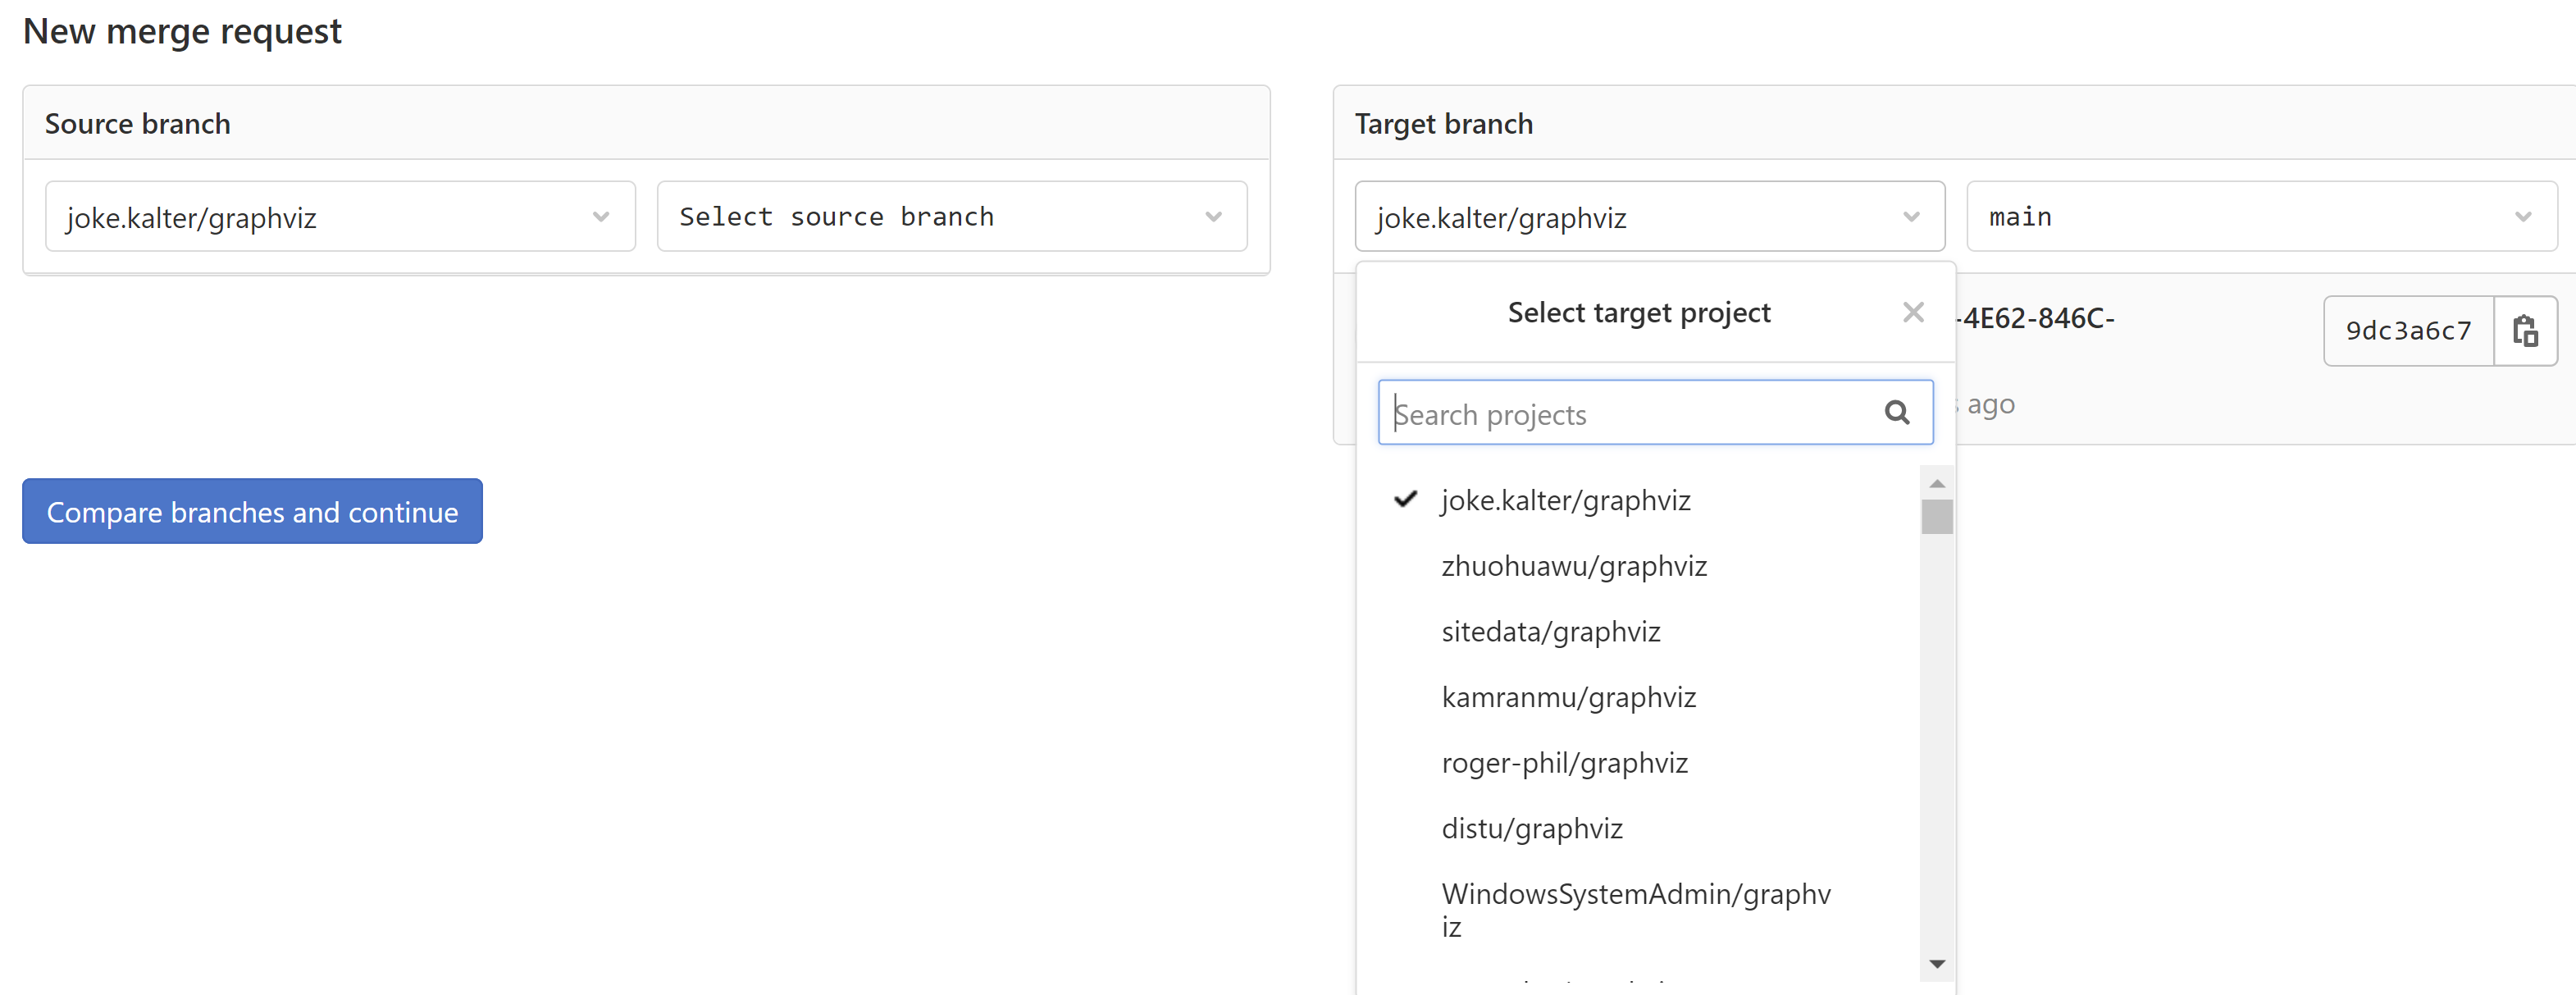 New merge request
Source branch
joke.kalter/graphviz
Select source branch
Target branch
joke.kalter/graphviz
main
Select target project
-4E62-846C-
9dc3a6c7
ago
Search projects
joke.kalter/graphviz
zhuohuawu/graphviz
sitedata/graphviz
kamranmu/graphviz
roger-phil/graphviz
distu/graphviz
WindowsSystemAdmin/graphv
iz
Compare branches and continue